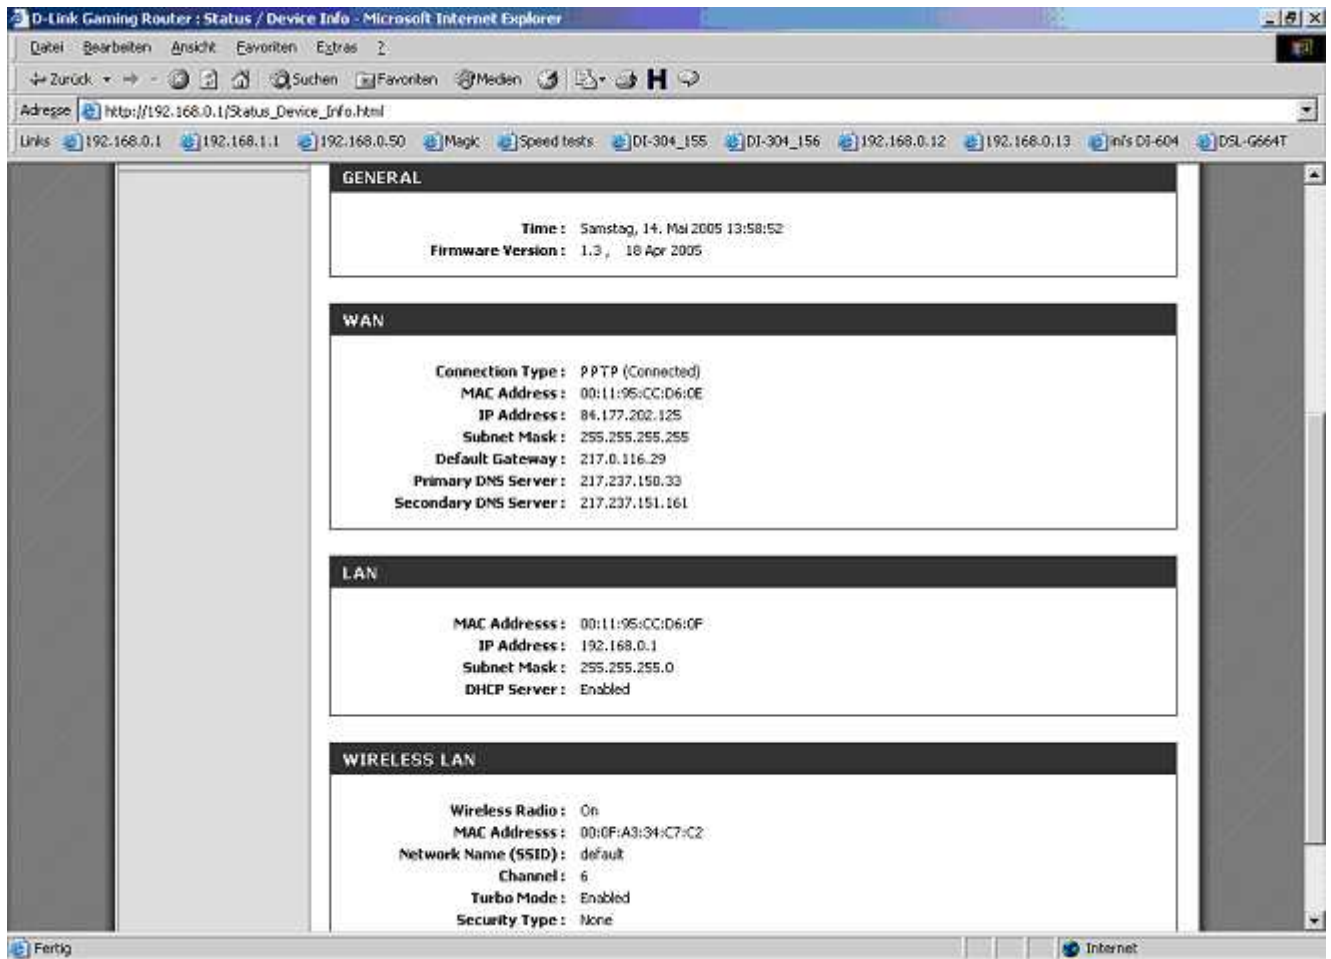 D-Link Gaming Router : Status / Device Info - Microsoft Internet Explorer
Datei Bearbeiten Ansicht Favoriten Extras ?
Zurück Suchen Favoriten Medien H
Adresse http://192.168.0.1/Status_Device_Info.html
Links 192.168.0.1 192.168.1.1 192.168.0.50 Magic Speed tests DI-304_155 DI-304_156 192.168.0.12 192.168.0.13 ini's DI-604 DSL-G664T
GENERAL
Time : Samstag, 14. Mai 2005 13:58:52
Firmware Version : 1.3 , 18 Apr 2005
WAN
Connection Type : PPTP (Connected)
MAC Address : 00:11:95:CC:D6:0E
IP Address : 84.177.202.125
Subnet Mask : 255.255.255.255
Default Gateway : 217.0.116.29
Primary DNS Server : 217.237.150.33
Secondary DNS Server : 217.237.151.161
LAN
MAC Addresss : 00:11:95:CC:D6:0F
IP Address : 192.168.0.1
Subnet Mask : 255.255.255.0
DHCP Server : Enabled
WIRELESS LAN
Wireless Radio : On
MAC Addresss : 00:0F:A3:34:C7:C2
Network Name (SSID) : default
Channel : 6
Turbo Mode : Enabled
Security Type : None
Fertig Internet